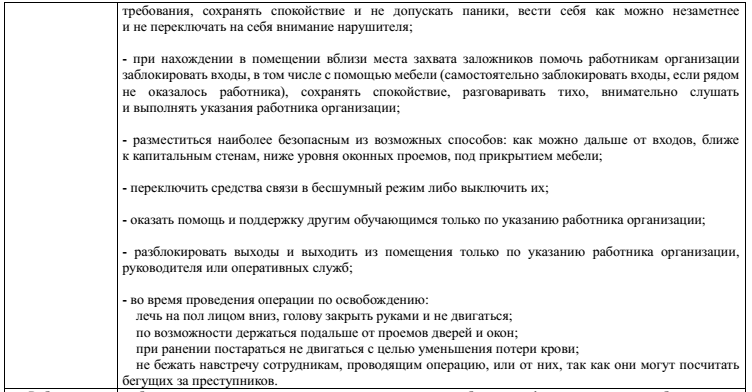 требования, сохранять спокойствие и не допускать паники, вести себя как можно незаметнее
и не переключать на себя внимание нарушителя;
- при нахождении в помещении вблизи места захвата заложников помочь работникам организации
заблокировать входы, в том числе с помощью мебели (самостоятельно заблокировать входы, если рядом
не оказалось работника), сохранять спокойствие, разговаривать тихо, внимательно слушать
и выполнять указания работника организации;
- разместиться наиболее безопасным из возможных способов: как можно дальше от входов, ближе
к капитальным стенам, ниже уровня оконных проемов, под прикрытием мебели;
- переключить средства связи в бесшумный режим либо выключить их;
- оказать помощь и поддержку другим обучающимся только по указанию работника организации;
- разблокировать выходы и выходить из помещения только по указанию работника организации,
руководителя или оперативных служб;
- во время проведения операции по освобождению:
лечь на пол лицом вниз, голову закрыть руками и не двигаться;
по возможности держаться подальше от проемов дверей и окон;
при ранении постараться не двигаться с целью уменьшения потери крови;
не бежать навстречу сотрудникам, проводящим операцию, или от них, так как они могут посчитать
бегущих за преступников.